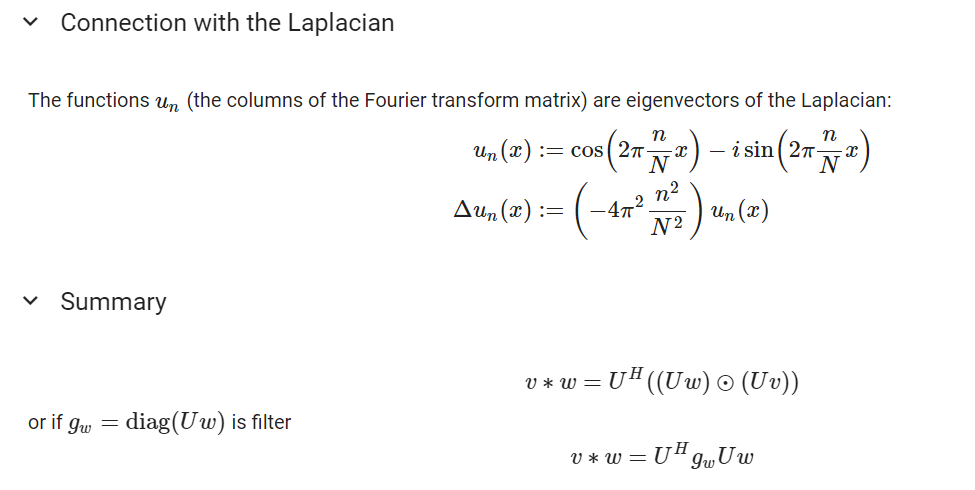 Connection with the Laplacian
The functions $u_n$ (the columns of the Fourier transform matrix) are eigenvectors of the Laplacian:
$u_n(x) := \cos\left(2\pi\frac{n}{N}x\right) - i\sin\left(2\pi\frac{n}{N}x\right)$
$\Delta u_n(x) := \left(-4\pi^2\frac{n^2}{N^2}\right)u_n(x)$
Summary
$v * w = U^H((Uw) \odot (Uv))$
or if $g_w = \mathrm{diag}(Uw)$ is filter
$v * w = U^H g_w U w$